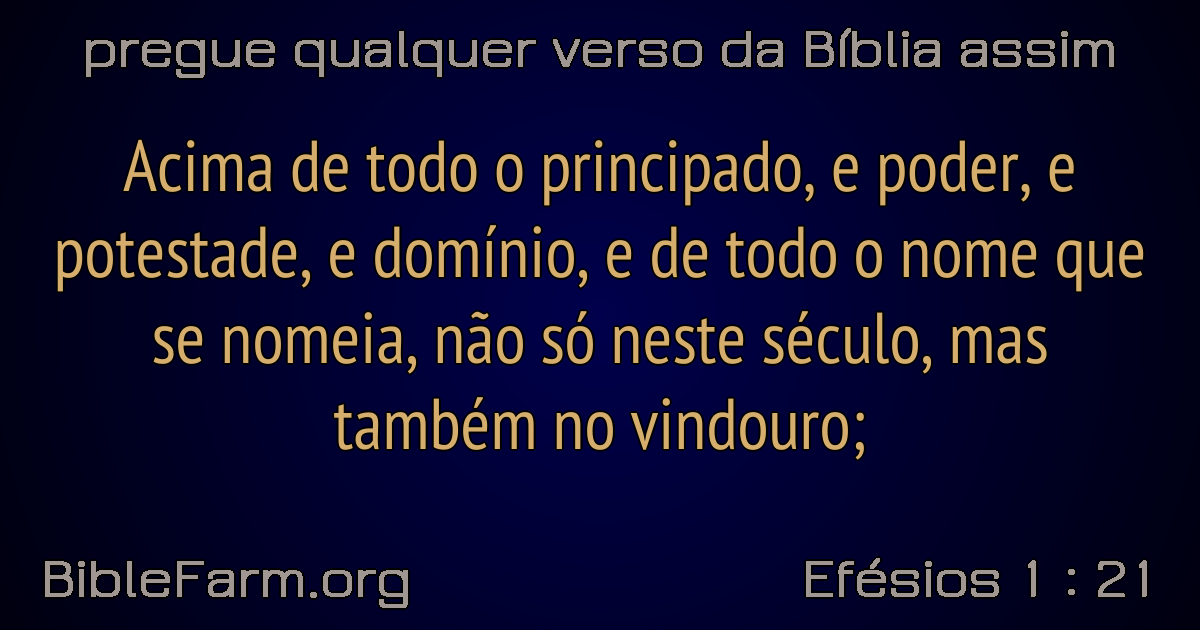 pregue qualquer verso da Bíblia assim
Acima de todo o principado, e poder, e
potestade, e domínio, e de todo o nome que
se nomeia, não só neste século, mas
também no vindouro;
BibleFarm.org
Efésios 1 : 21